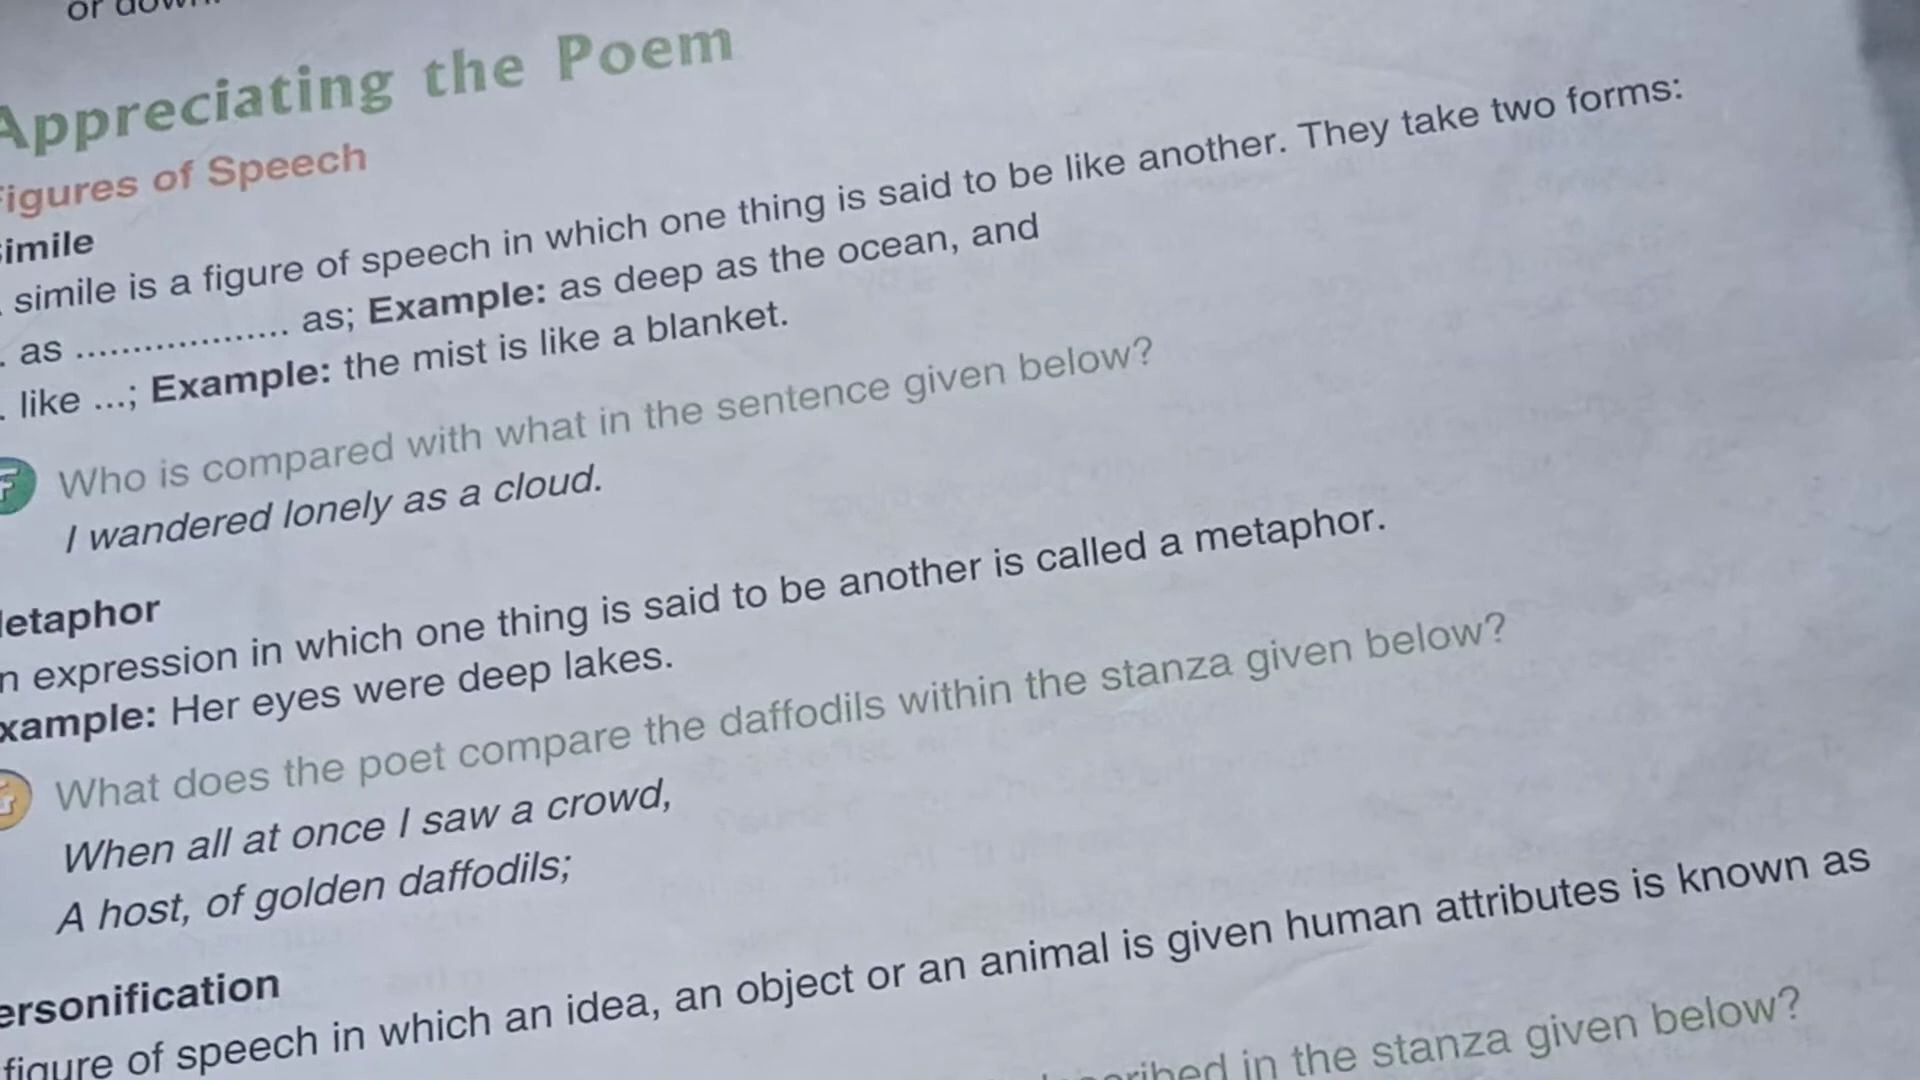 or down.
Appreciating the Poem
Figures of Speech
Simile
simile is a figure of speech in which one thing is said to be like another. They take two forms:
as ................... as; Example: as deep as the ocean, and
like ...; Example: the mist is like a blanket.
F Who is compared with what in the sentence given below?
I wandered lonely as a cloud.
Metaphor
n expression in which one thing is said to be another is called a metaphor.
xample: Her eyes were deep lakes.
G What does the poet compare the daffodils within the stanza given below?
When all at once I saw a crowd,
A host, of golden daffodils;
ersonification
figure of speech in which an idea, an object or an animal is given human attributes is known as
in the stanza given below?